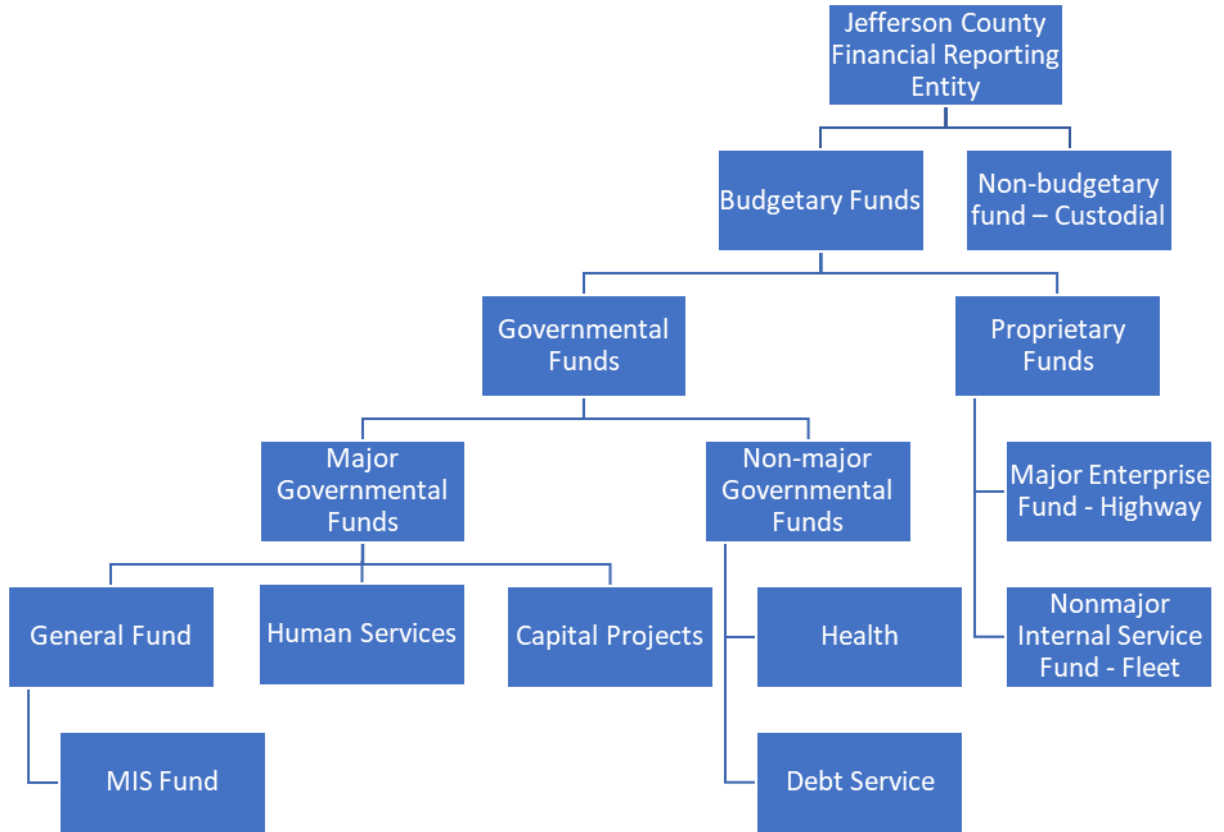 Jefferson County
Financial Reporting
Entity
Budgetary Funds
Non-budgetary
fund – Custodial
Governmental
Funds
Proprietary
Funds
Major
Governmental
Funds
Non-major
Governmental
Funds
Major Enterprise
Fund - Highway
General Fund
Human Services
Capital Projects
Health
Nonmajor
Internal Service
Fund - Fleet
MIS Fund
Debt Service